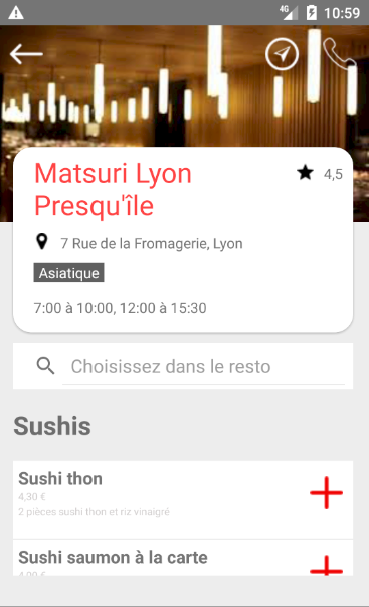 4G 10:59
Matsuri Lyon
Presqu'île
4,5
7 Rue de la Fromagerie, Lyon
Asiatique
7:00 à 10:00, 12:00 à 15:30
Choisissez dans le resto
Sushis
Sushi thon
4,30 €
2 pièces sushi thon et riz vinaigré
Sushi saumon à la carte